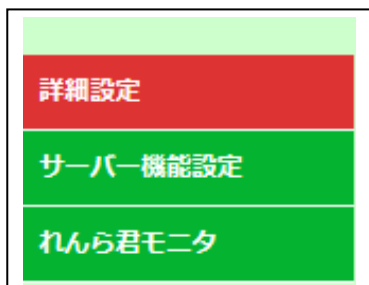 詳細設定
サーバー機能設定
れんら君モニタ